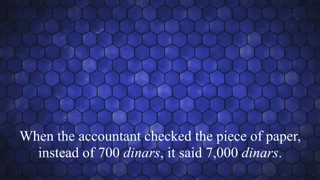 When the accountant checked the piece of paper,
instead of 700 dinars, it said 7,000 dinars.